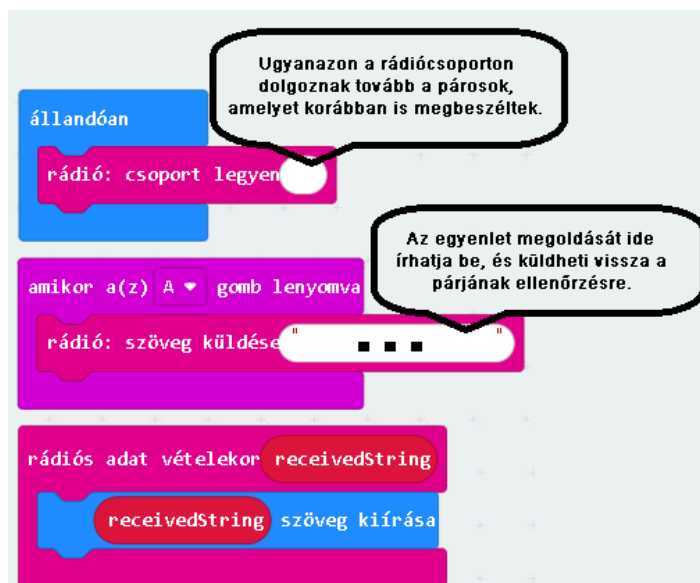 Ugyanazon a rádiócsoporton
dolgoznak tovább a párosok,
amelyet korábban is megbeszéltek.
állandóan
rádió: csoport legyen
Az egyenlet megoldását ide
írhatja be, és küldheti vissza a
párjának ellenőrzésre.
amikor a(z) A gomb lenyomva
rádió: szöveg küldése " ... "
rádiós adat vételekor receivedString
receivedString szöveg kiírása